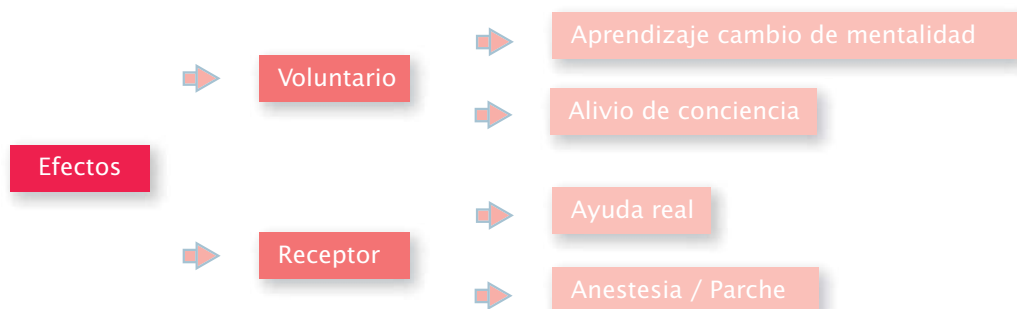 Aprendizaje cambio de mentalidad
Voluntario
Alivio de conciencia
Efectos
Ayuda real
Receptor
Anestesia / Parche